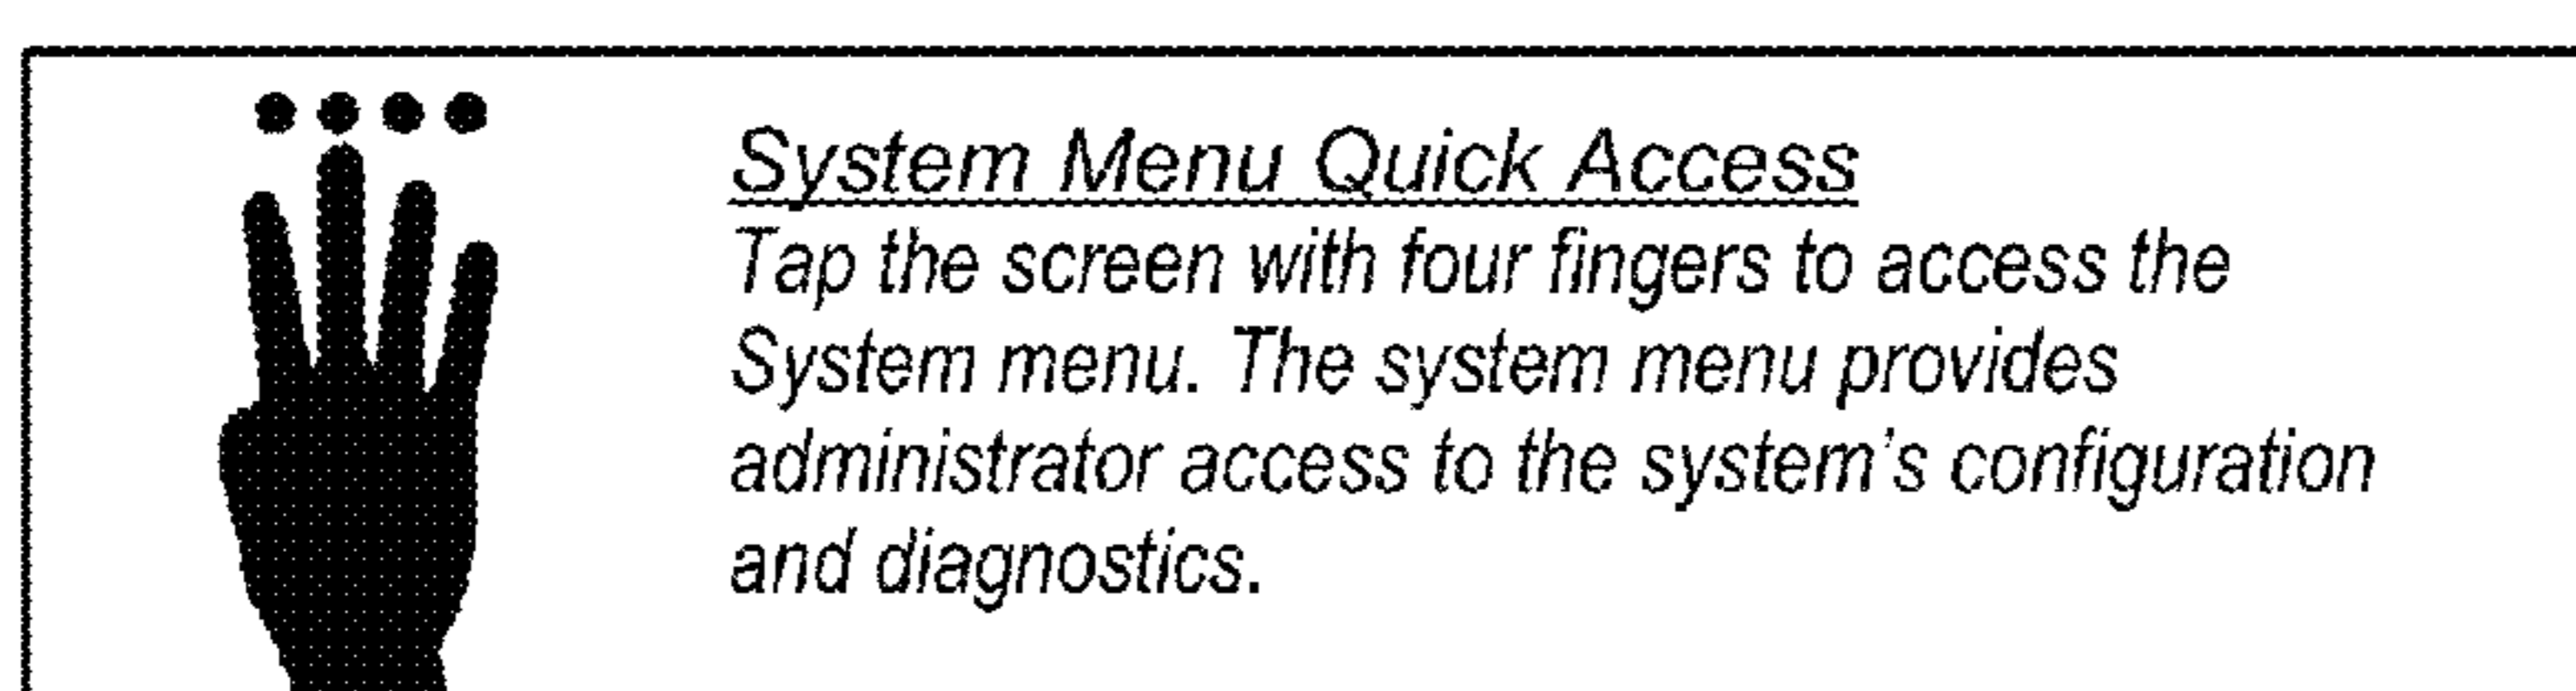 System Menu Quick Access
Tap the screen with four fingers to access the
System menu. The system menu provides
administrator access to the system's configuration
and diagnostics.